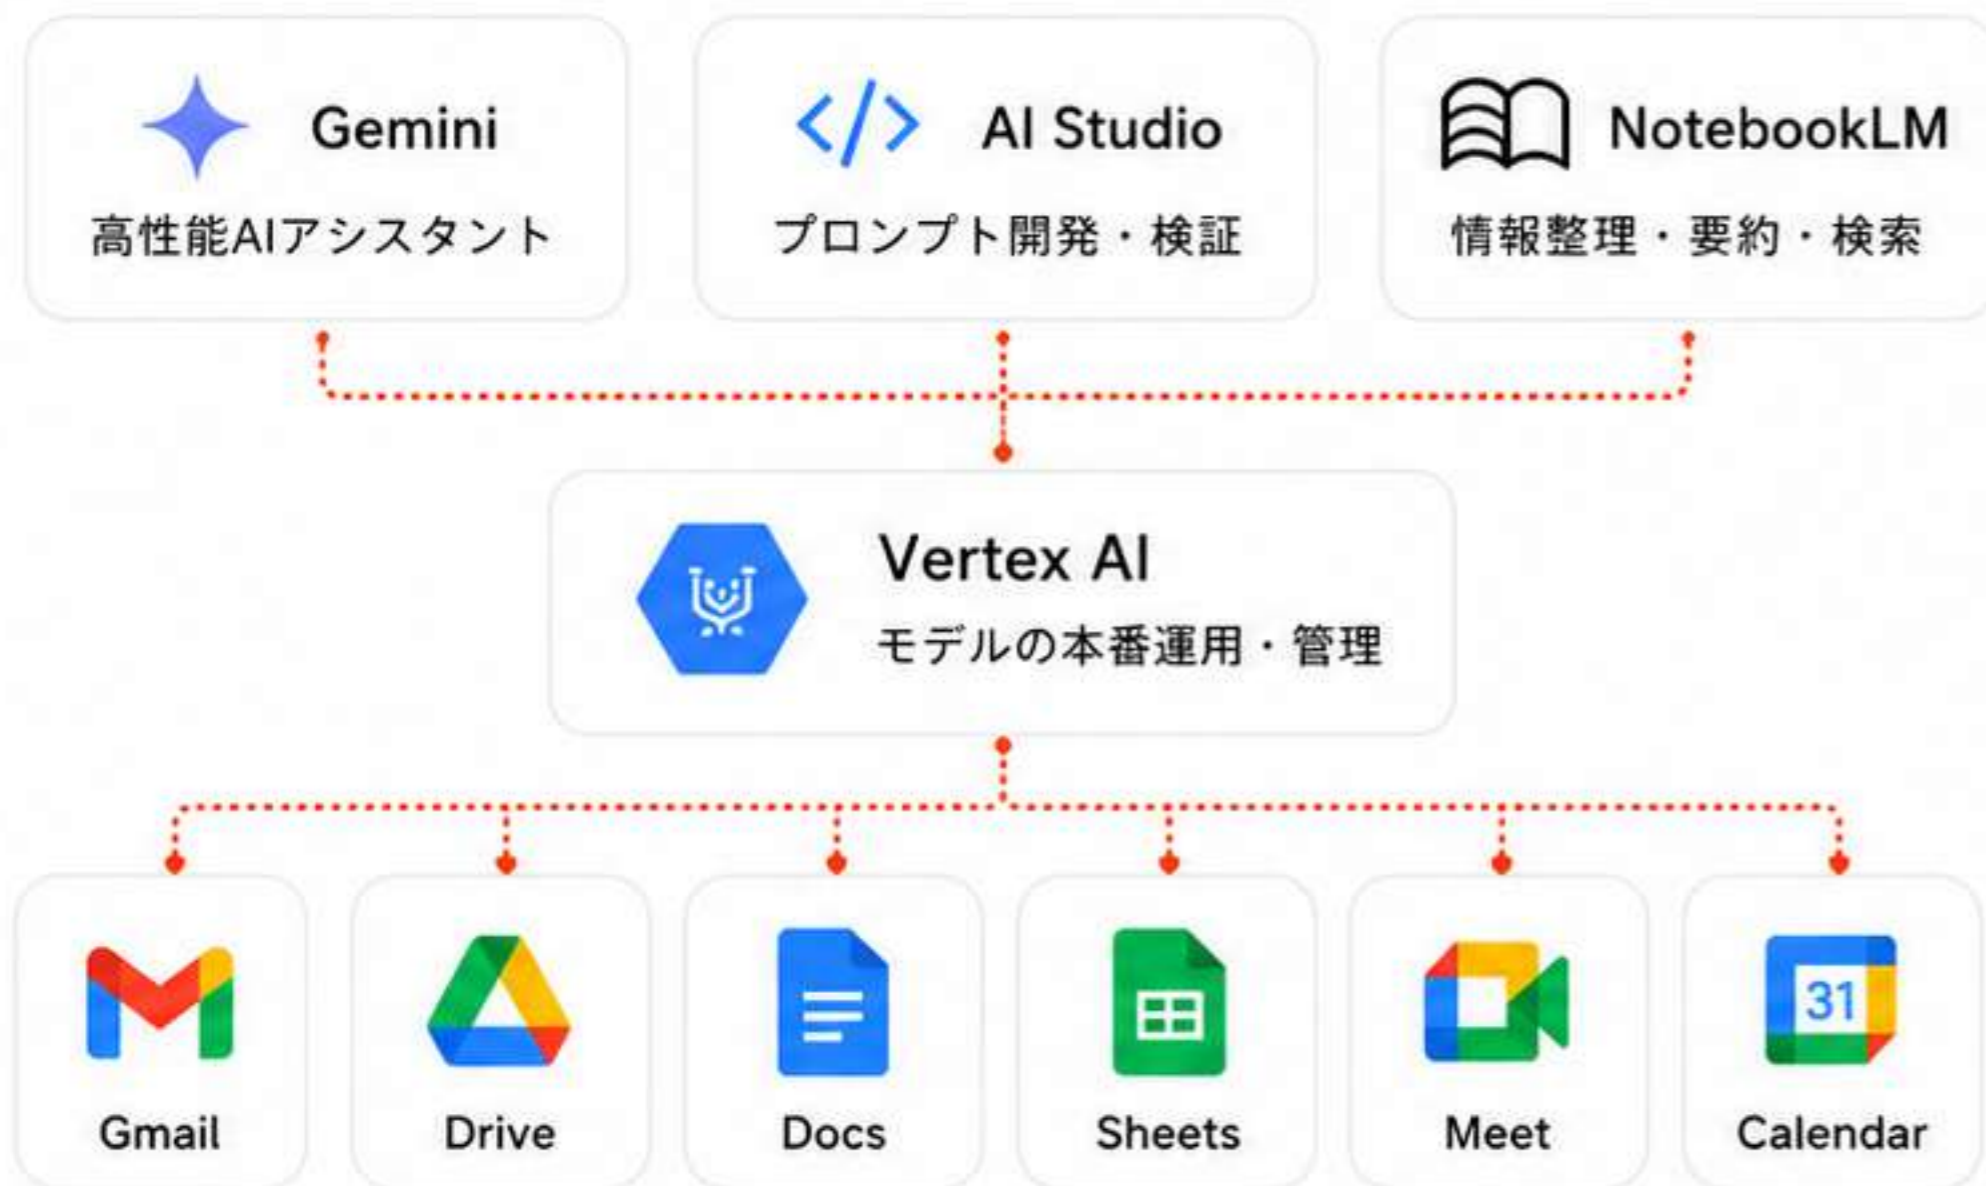 Gemini
高性能AIアシスタント
AI Studio
プロンプト開発・検証
NotebookLM
情報整理・要約・検索
Vertex AI
モデルの本番運用・管理
Gmail
Drive
Docs
Sheets
Meet
31
Calendar